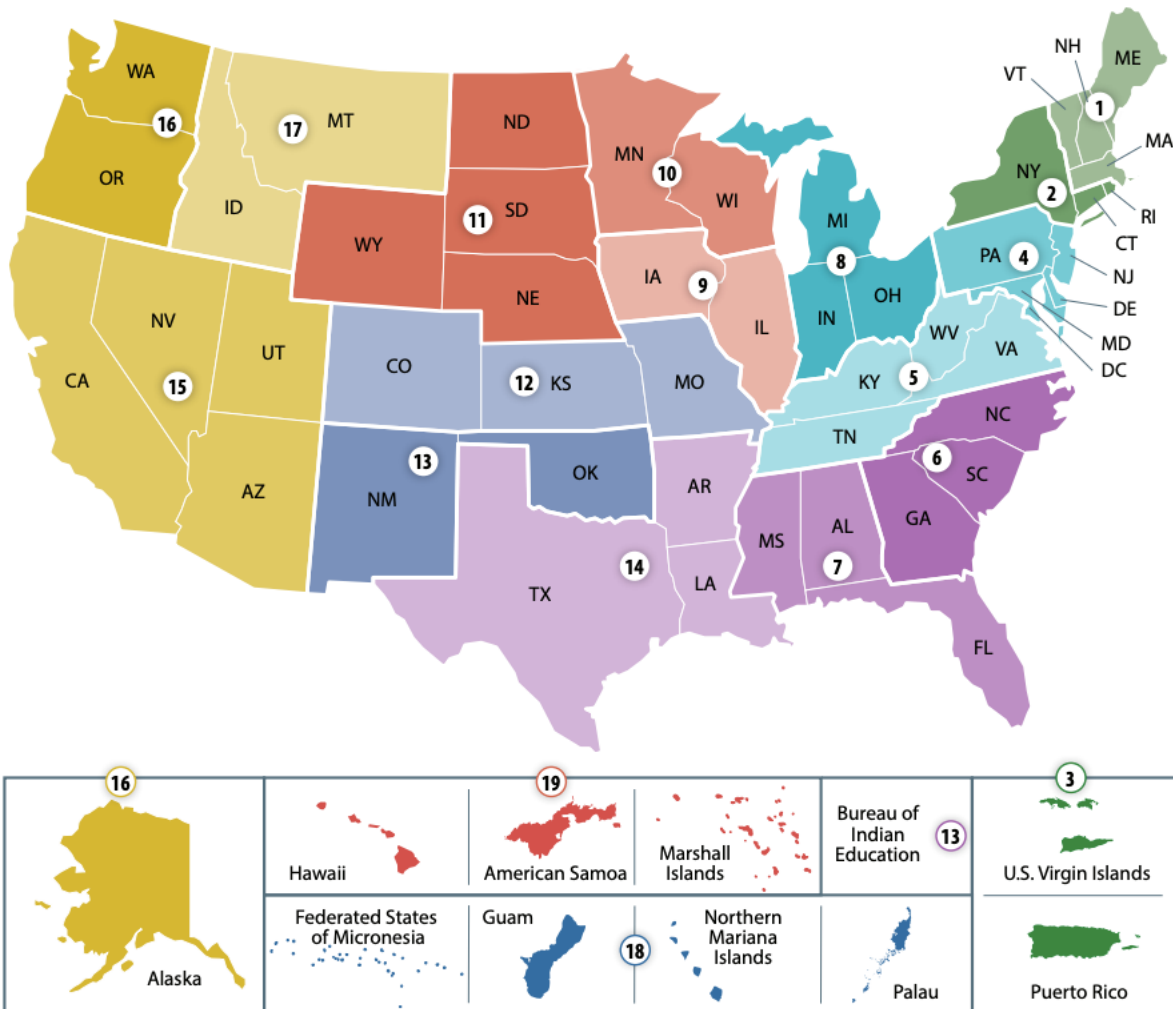 NH
ME
VT
WA
1
16
17
MT
ND
MN
MA
OR
10
NY
2
ID
11
SD
WI
MI
RI
WY
CT
PA
4
8
NJ
IA
9
NE
OH
DE
NV
IN
WV
MD
IL
UT
VA
CO
DC
CA
15
12
KS
MO
KY
5
NC
TN
13
6
OK
SC
AZ
NM
AR
GA
MS
AL
14
7
LA
TX
FL
16
19
3
Bureau of
Indian
Education
13
Hawaii
American Samoa
Marshall
Islands
U.S. Virgin Islands
Federated States
of Micronesia
Guam
18
Northern
Mariana
Islands
Alaska
Palau
Puerto Rico